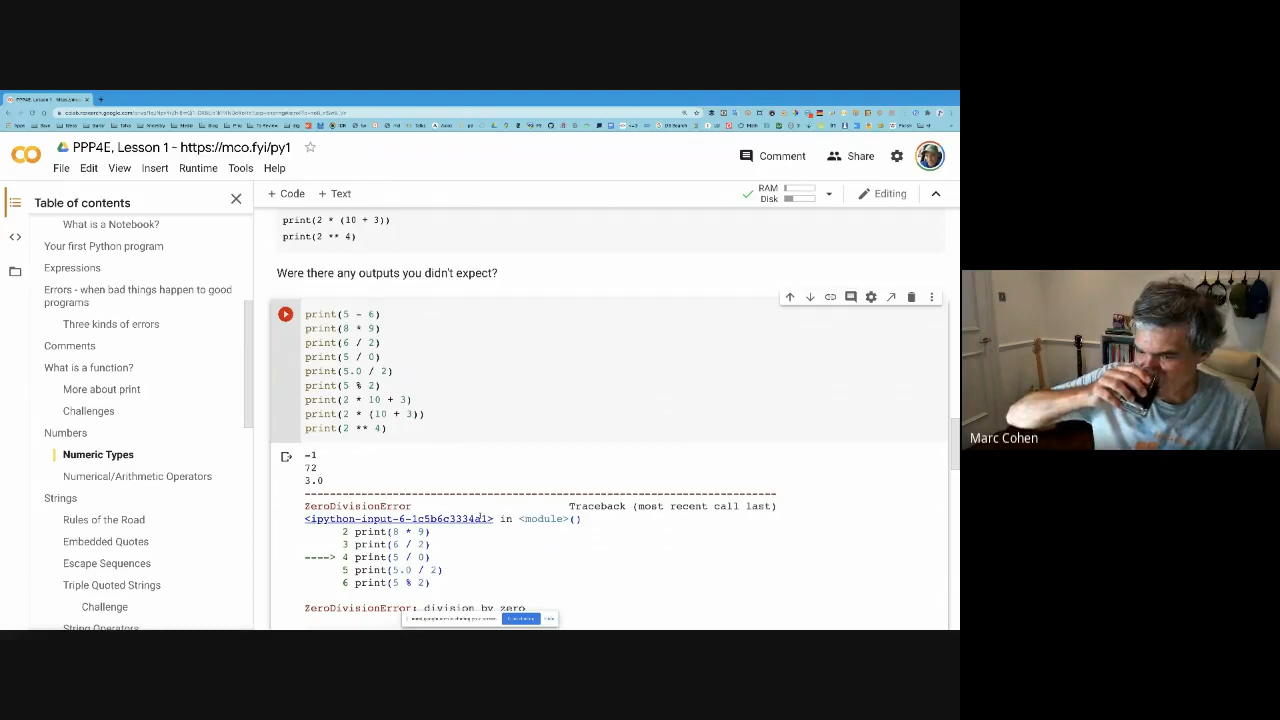 PPP4E, Lesson 1 - https://mco.fyi/py1
File Edit View Insert Runtime Tools Help
Comment
Share
Table of contents
+ Code + Text
RAM
Disk
Editing
What is a Notebook?
Your first Python program
Expressions
Errors - when bad things happen to good
programs
Three kinds of errors
Comments
What is a function?
More about print
Challenges
Numbers
Numeric Types
Numerical/Arithmetic Operators
Strings
Rules of the Road
Embedded Quotes
Escape Sequences
Triple Quoted Strings
Challenge
String Operators
print(2 * (10 + 3))
print(2 ** 4)
Were there any outputs you didn't expect?
print(5 - 6)
print(8 * 9)
print(6 / 2)
print(5 / 0)
print(5.0 / 2)
print(5 % 2)
print(2 * 10 + 3)
print(2 * (10 + 3))
print(2 ** 4)
-1
72
3.0
---------------------------------------------------------------------------
ZeroDivisionError Traceback (most recent call last)
<ipython-input-6-1c5b6c3334a1> in <module>()
2 print(8 * 9)
3 print(6 / 2)
----> 4 print(5 / 0)
5 print(5.0 / 2)
6 print(5 % 2)
ZeroDivisionError: division by zero
Marc Cohen